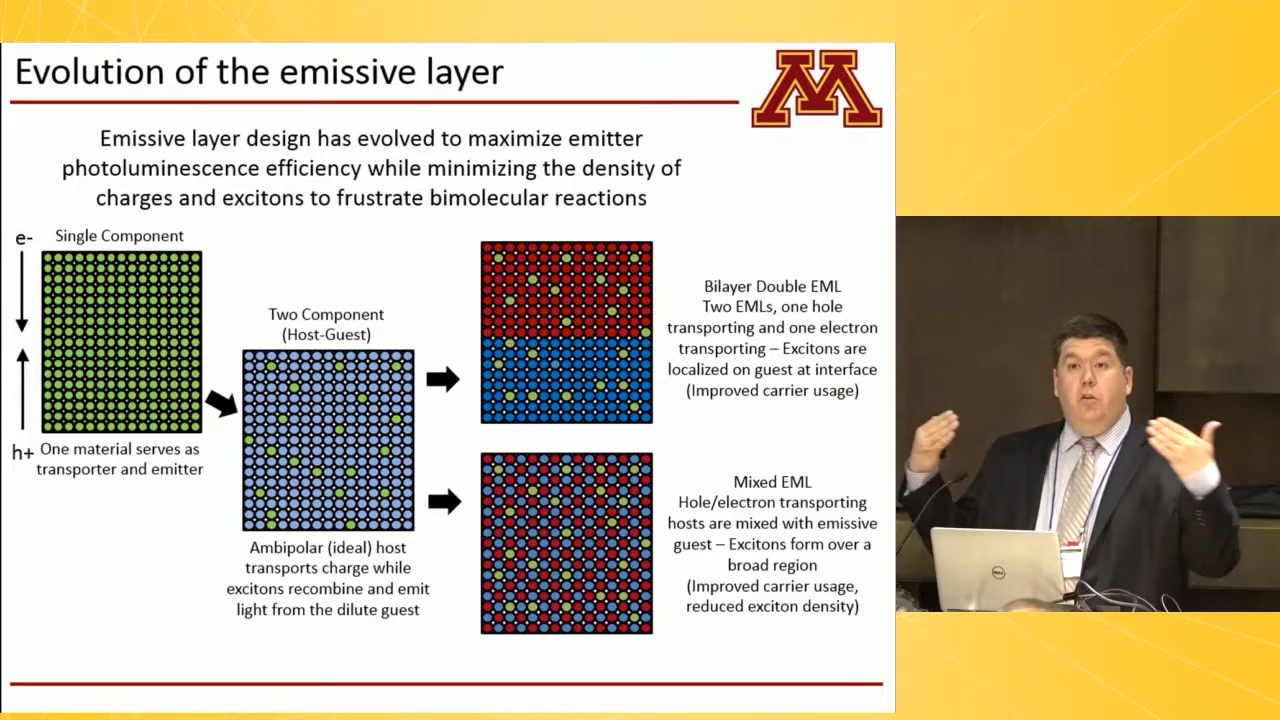 Evolution of the emissive layer
M
Emissive layer design has evolved to maximize emitter
photoluminescence efficiency while minimizing the density of
charges and excitons to frustrate bimolecular reactions
e-
Single Component
h+
One material serves as
transporter and emitter
Two Component
(Host-Guest)
Ambipolar (ideal) host
transports charge while
excitons recombine and emit
light from the dilute guest
Bilayer Double EML
Two EMLs, one hole
transporting and one electron
transporting – Excitons are
localized on guest at interface
(Improved carrier usage)
Mixed EML
Hole/electron transporting
hosts are mixed with emissive
guest – Excitons form over a
broad region
(Improved carrier usage,
reduced exciton density)
DELL